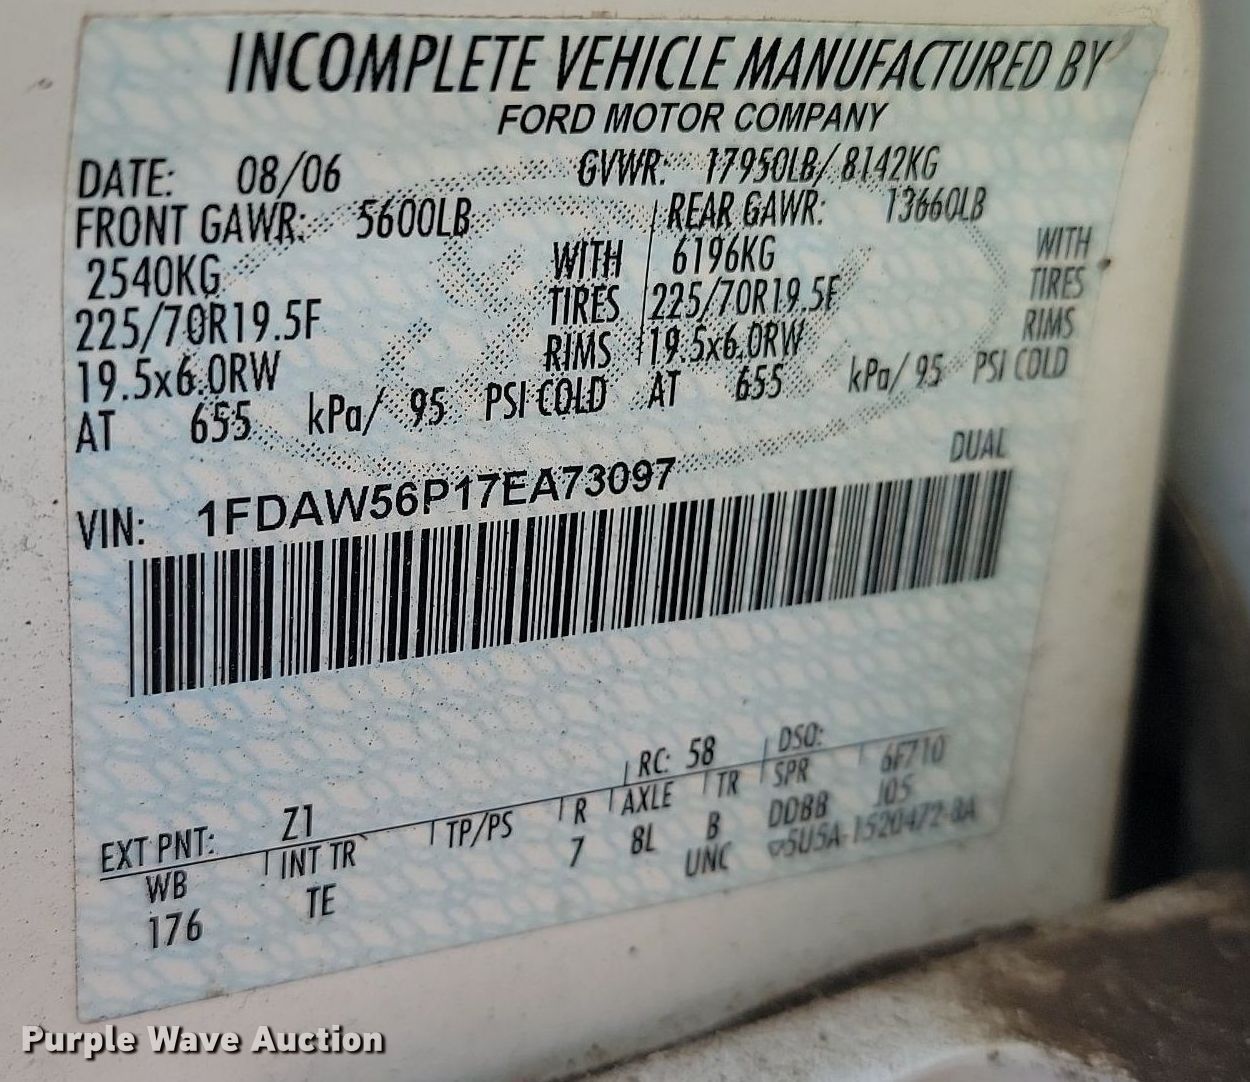 INCOMPLETE VEHICLE MANUFACTURED BY
FORD MOTOR COMPANY
DATE: 08/06 GVWR: 17950LB/ 8142KG
FRONT GAWR: 5600LB REAR GAWR: 13660LB
2540KG WITH 6196KG WITH
225/70R19.5F TIRES 225/70R19.5F TIRES
19.5x6.0RW RIMS 19.5x6.0RW RIMS
AT 655 kPa/ 95 PSI COLD AT 655 kPa/ 95 PSI COLD
DUAL
VIN: 1FDAW56P17EA73097
EXT PNT: Z1 RC: 58 DSO:
WB INT TR TP/PS R AXLE TR SPR 6FZ10
176 TE 7 8L B DDBB J05
UNC 5U5A-1520472-BA
Purple Wave Auction